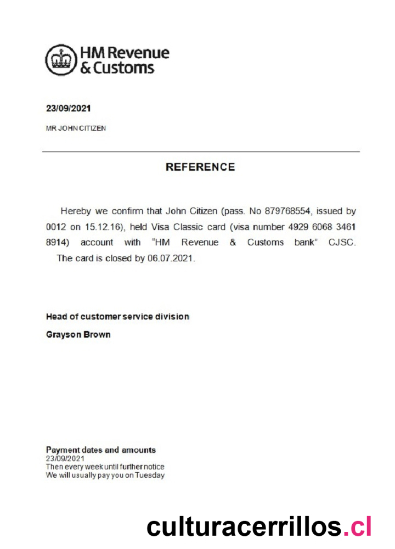 HM Revenue
& Customs
23/09/2021
MR JOHN CITIZEN
REFERENCE
Hereby we confirm that John Citizen (pass. No 879768554, issued by
0012 on 15.12.16), held Visa Classic card (visa number 4929 6068 3461
8914) account with "HM Revenue & Customs bank" CJSC.
The card is closed by 06.07.2021.
Head of customer service division
Grayson Brown
Payment dates and amounts
23/09/2021
Then every week until further notice
We will usually pay you on Tuesday
culturacerrillos.cl